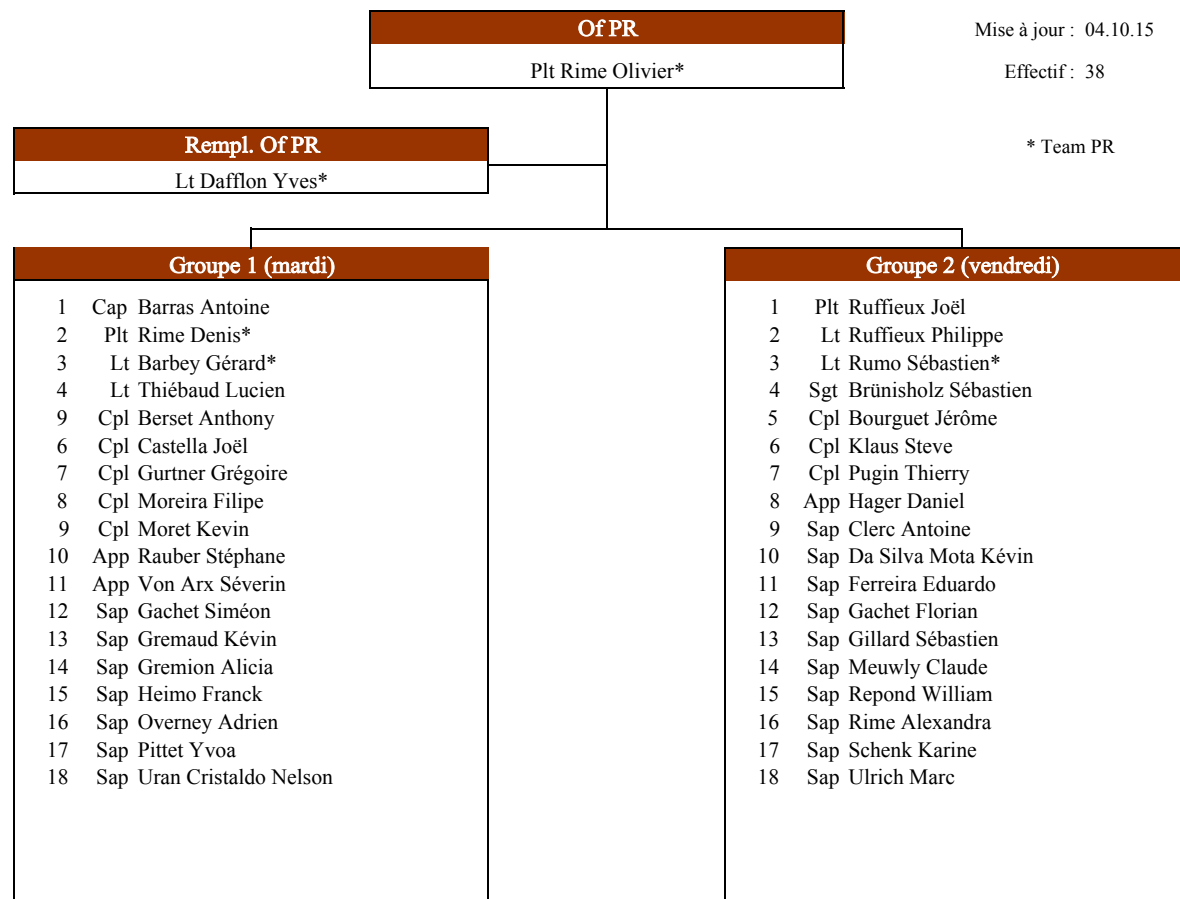 Of PR
Plt Rime Olivier*
Mise à jour : 04.10.15
Effectif : 38
Rempl. Of PR
Lt Dafflon Yves*
* Team PR
Groupe 1 (mardi)
1 Cap Barras Antoine
2 Plt Rime Denis*
3 Lt Barbey Gérard*
4 Lt Thiébaud Lucien
9 Cpl Berset Anthony
6 Cpl Castella Joël
7 Cpl Gurtner Grégoire
8 Cpl Moreira Filipe
9 Cpl Moret Kevin
10 App Rauber Stéphane
11 App Von Arx Séverin
12 Sap Gachet Siméon
13 Sap Gremaud Kévin
14 Sap Gremion Alicia
15 Sap Heimo Franck
16 Sap Overney Adrien
17 Sap Pittet Yvoa
18 Sap Uran Cristaldo Nelson
Groupe 2 (vendredi)
1 Plt Ruffieux Joël
2 Lt Ruffieux Philippe
3 Lt Rumo Sébastien*
4 Sgt Brünisholz Sébastien
5 Cpl Bourguet Jérôme
6 Cpl Klaus Steve
7 Cpl Pugin Thierry
8 App Hager Daniel
9 Sap Clerc Antoine
10 Sap Da Silva Mota Kévin
11 Sap Ferreira Eduardo
12 Sap Gachet Florian
13 Sap Gillard Sébastien
14 Sap Meuwly Claude
15 Sap Repond William
16 Sap Rime Alexandra
17 Sap Schenk Karine
18 Sap Ulrich Marc